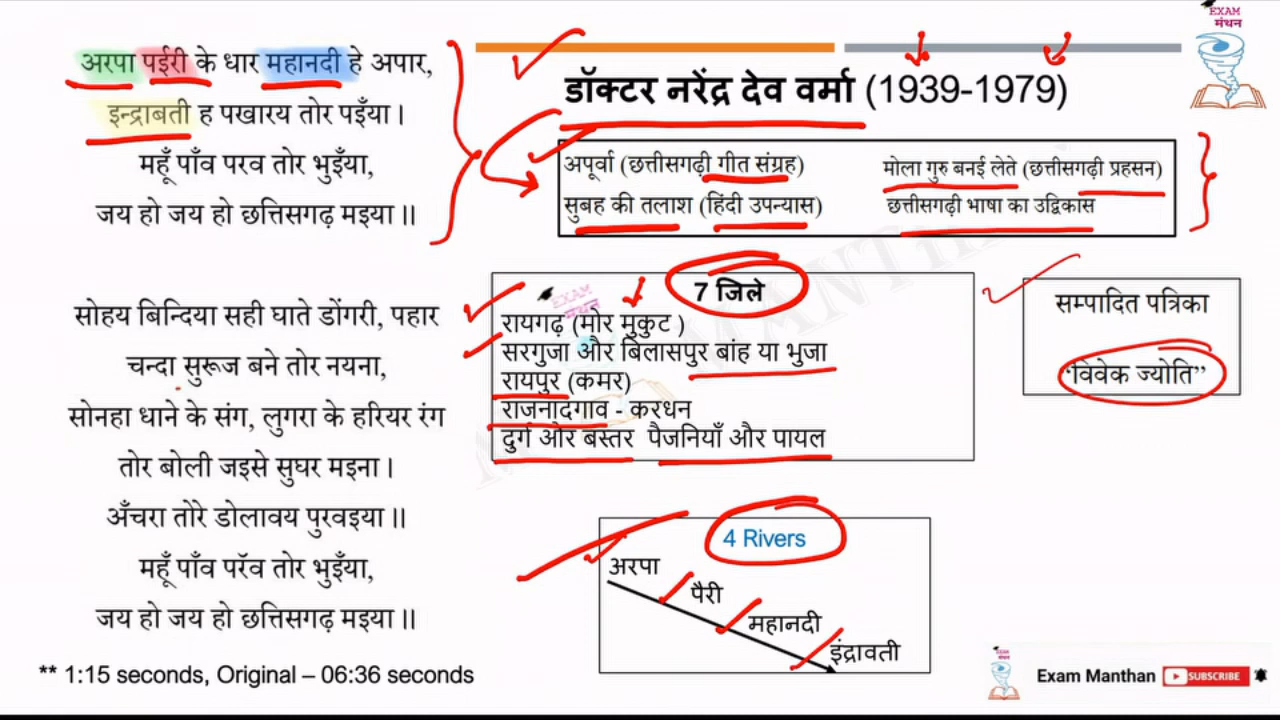 अरपा पईरी के धार महानदी हे अपार,
इन्द्राबती ह पखारय तोर पइँया।
महूँ पाँव परव तोर भुइँया,
जय हो जय हो छत्तिसगढ़ मइया॥
सोहय बिन्दिया सही घाते डोंगरी, पहार
चन्दा सुरूज बने तोर नयना,
सोनहा धाने के संग, लुगरा के हरियर रंग
तोर बोली जइसे सुघर मइना।
अँचरा तोरे डोलावय पुरवइया॥
महूँ पाँव परॅव तोर भुइँया,
जय हो जय हो छत्तिसगढ़ मइया॥
** 1:15 seconds, Original – 06:36 seconds
EXAM
मंथन
डॉक्टर नरेंद्र देव वर्मा (1939-1979)
अपूर्वा (छत्तीसगढ़ी गीत संग्रह)
सुबह की तलाश (हिंदी उपन्यास)
मोला गुरु बनई लेते (छत्तीसगढ़ी प्रहसन)
छत्तीसगढ़ी भाषा का उद्विकास
EXAM
मंथन
7 जिले
रायगढ़ (मोर मुकुट )
सरगुजा और बिलासपुर बांह या भुजा
रायपुर (कमर)
राजनादगाव - करधन
दुर्ग और बस्तर पैजनियाँ और पायल
सम्पादित पत्रिका
“विवेक ज्योति”
4 Rivers
अरपा
पैरी
महानदी
इंद्रावती
EXAM
मंथन
Exam Manthan
SUBSCRIBE